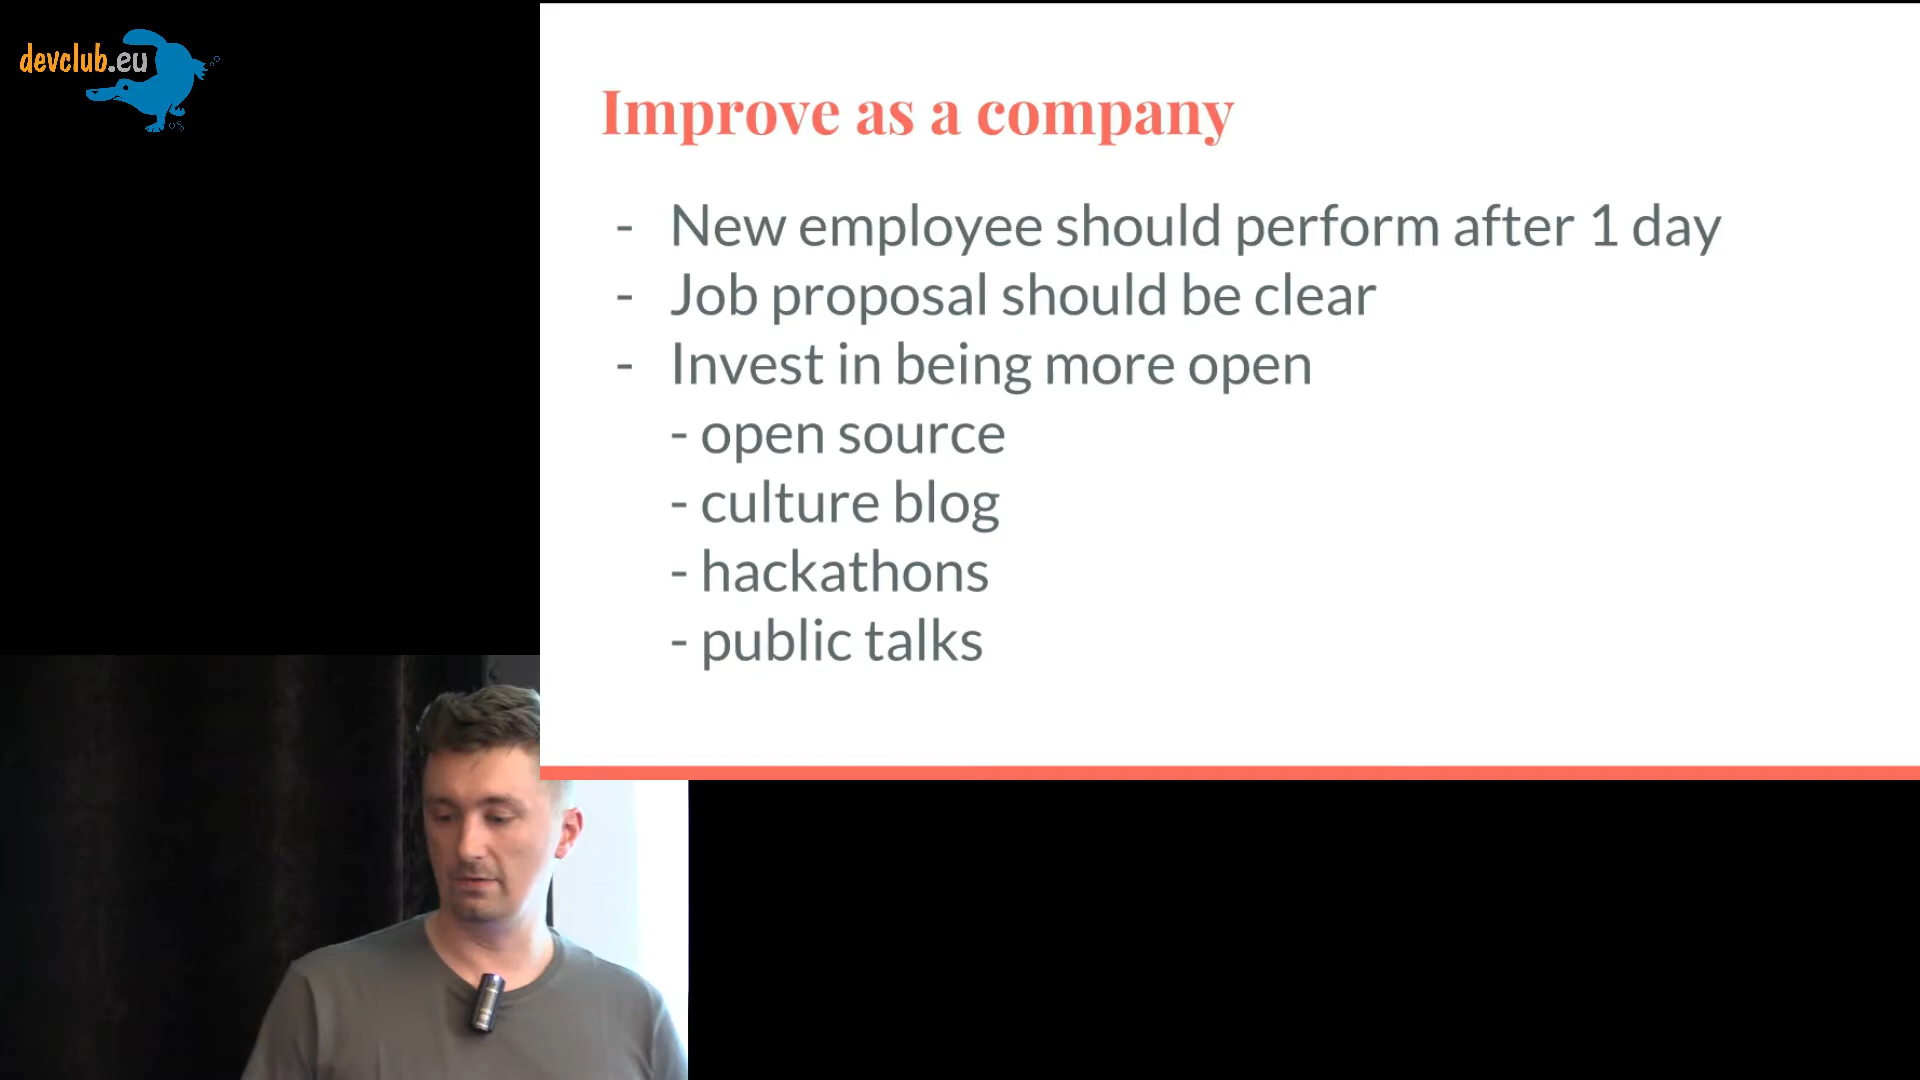 devclub.eu
Improve as a company
- New employee should perform after 1 day
- Job proposal should be clear
- Invest in being more open
- open source
- culture blog
- hackathons
- public talks